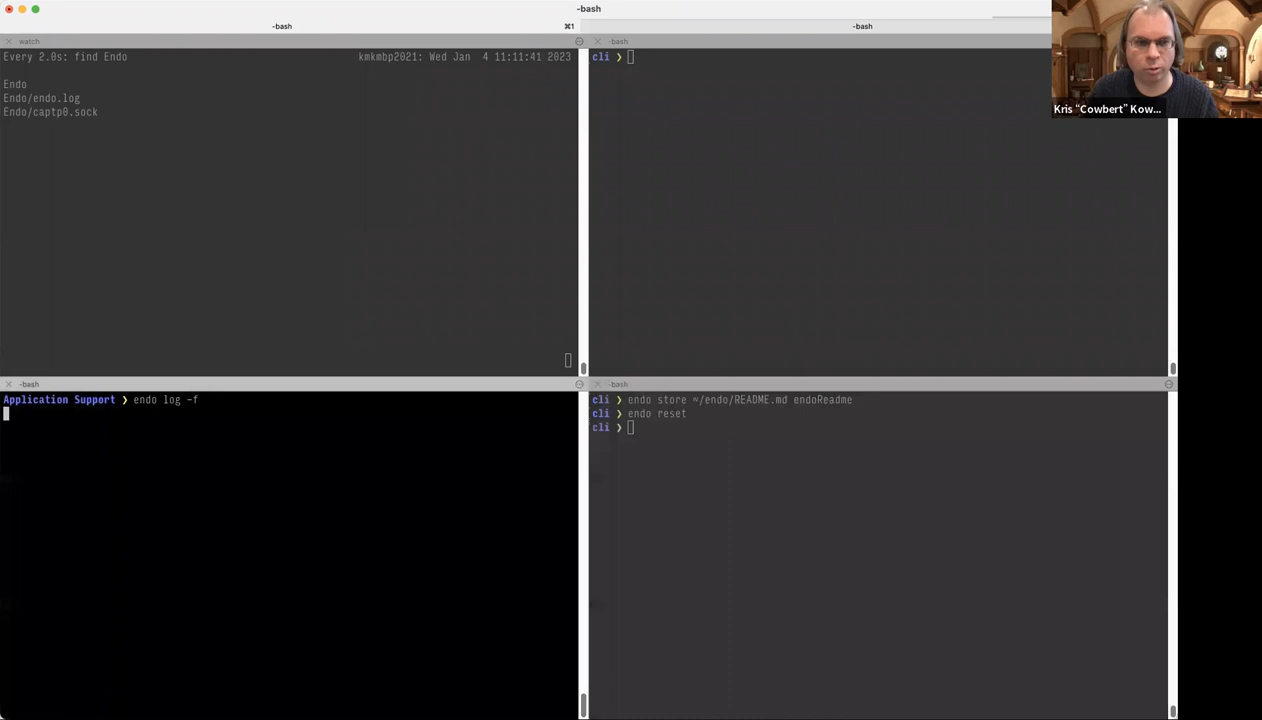 -bash
-bash
⌘1
-bash
watch
Every 2.0s: find Endo
kmkmbp2021: Wed Jan  4 11:11:41 2023
Endo
Endo/endo.log
Endo/captp0.sock
-bash
cli ❯
Kris "Cowbert" Kow...
-bash
Application Support ❯ endo log -f
-bash
cli ❯ endo store ~/endo/README.md endoReadme
cli ❯ endo reset
cli ❯